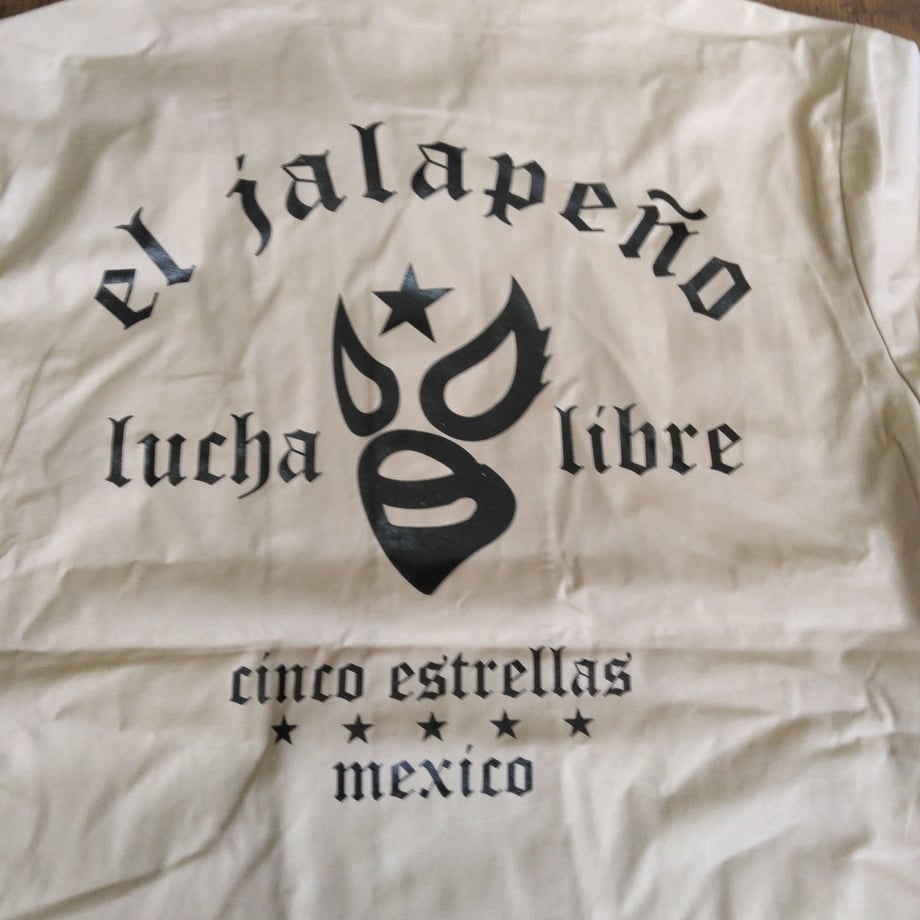 el jalapeño
lucha libre
cinco estrellas
mexico